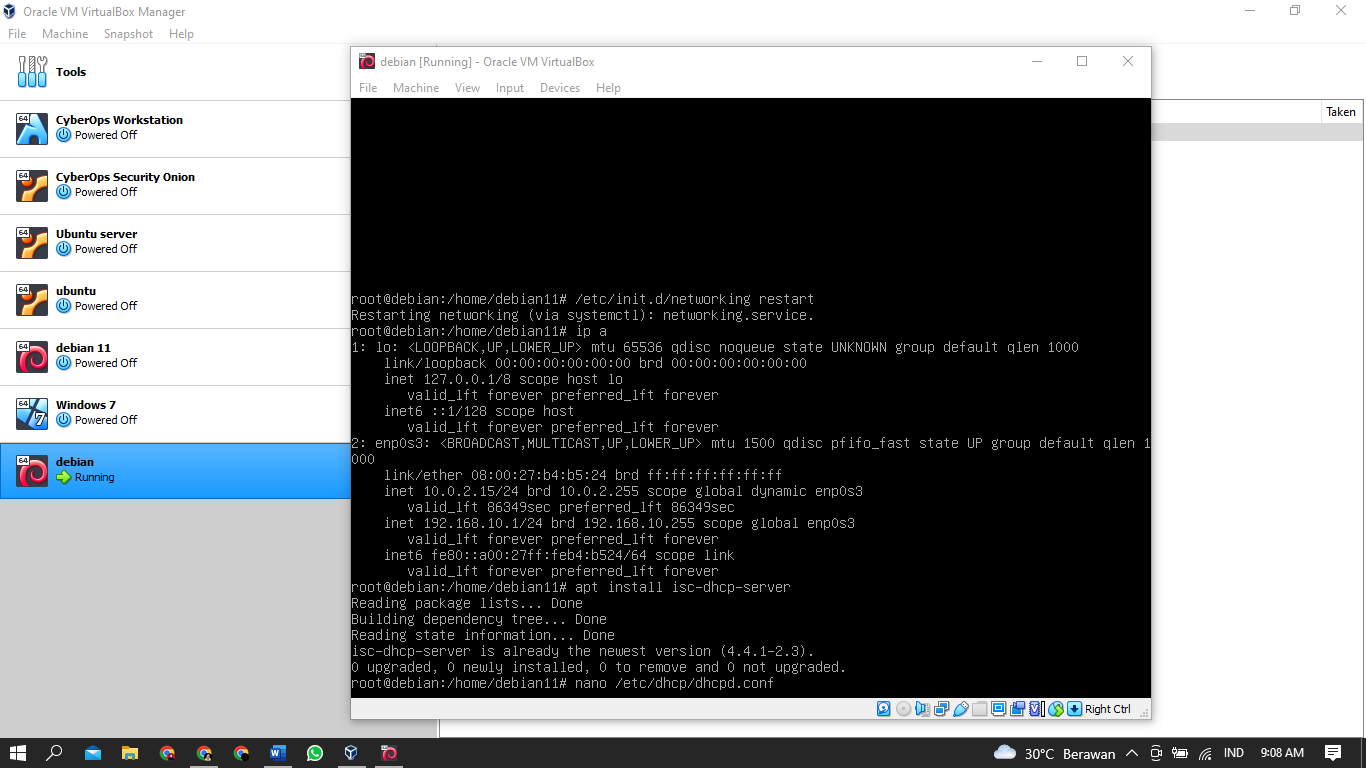 Oracle VM VirtualBox Manager
File Machine Snapshot Help
Tools
64
CyberOps Workstation
Powered Off
64
CyberOps Security Onion
Powered Off
64
Ubuntu server
Powered Off
64
ubuntu
Powered Off
64
debian 11
Powered Off
64
7
Windows 7
Powered Off
64
debian
Running
Taken
debian [Running] - Oracle VM VirtualBox
File Machine View Input Devices Help
root@debian:/home/debian11# /etc/init.d/networking restart
Restarting networking (via systemctl): networking.service.
root@debian:/home/debian11# ip a
1: lo: <LOOPBACK,UP,LOWER_UP> mtu 65536 qdisc noqueue state UNKNOWN group default qlen 1000
link/loopback 00:00:00:00:00:00 brd 00:00:00:00:00:00
inet 127.0.0.1/8 scope host lo
valid_lft forever preferred_lft forever
inet6 ::1/128 scope host
valid_lft forever preferred_lft forever
2: enp0s3: <BROADCAST,MULTICAST,UP,LOWER_UP> mtu 1500 qdisc pfifo_fast state UP group default qlen 1
000
link/ether 08:00:27:b4:b5:24 brd ff:ff:ff:ff:ff:ff
inet 10.0.2.15/24 brd 10.0.2.255 scope global dynamic enp0s3
valid_lft 86349sec preferred_lft 86349sec
inet 192.168.10.1/24 brd 192.168.10.255 scope global enp0s3
valid_lft forever preferred_lft forever
inet6 fe80::a00:27ff:feb4:b524/64 scope link
valid_lft forever preferred_lft forever
root@debian:/home/debian11# apt install isc-dhcp-server
Reading package lists... Done
Building dependency tree... Done
Reading state information... Done
isc-dhcp-server is already the newest version (4.4.1-2.3).
0 upgraded, 0 newly installed, 0 to remove and 0 not upgraded.
root@debian:/home/debian11# nano /etc/dhcp/dhcpd.conf
Right Ctrl
30°C Berawan IND 9:08 AM